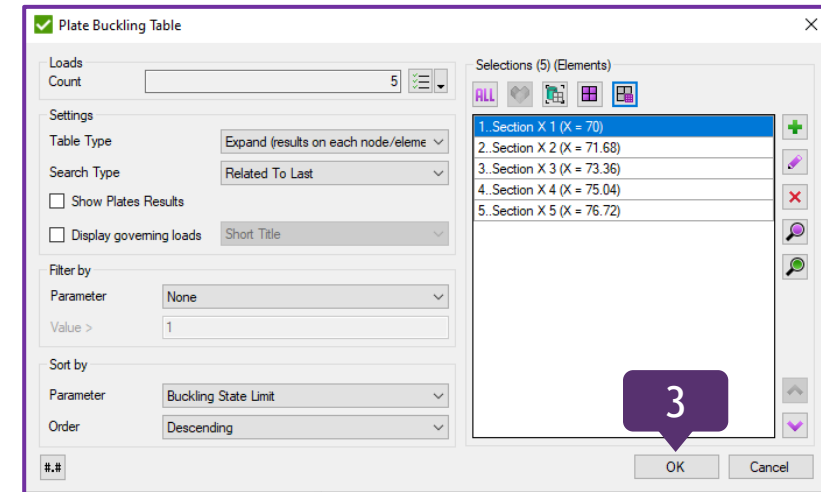 Plate Buckling Table
Loads
Count 5
Settings
Table Type Expand (results on each node/eleme
Search Type Related To Last
Show Plates Results
Display governing loads Short Title
Filter by
Parameter None
Value > 1
Sort by
Parameter Buckling State Limit
Order Descending
#.#
Selections (5) (Elements)
ALL
1..Section X 1 (X = 70)
2..Section X 2 (X = 71.68)
3..Section X 3 (X = 73.36)
4..Section X 4 (X = 75.04)
5..Section X 5 (X = 76.72)
3
OK Cancel